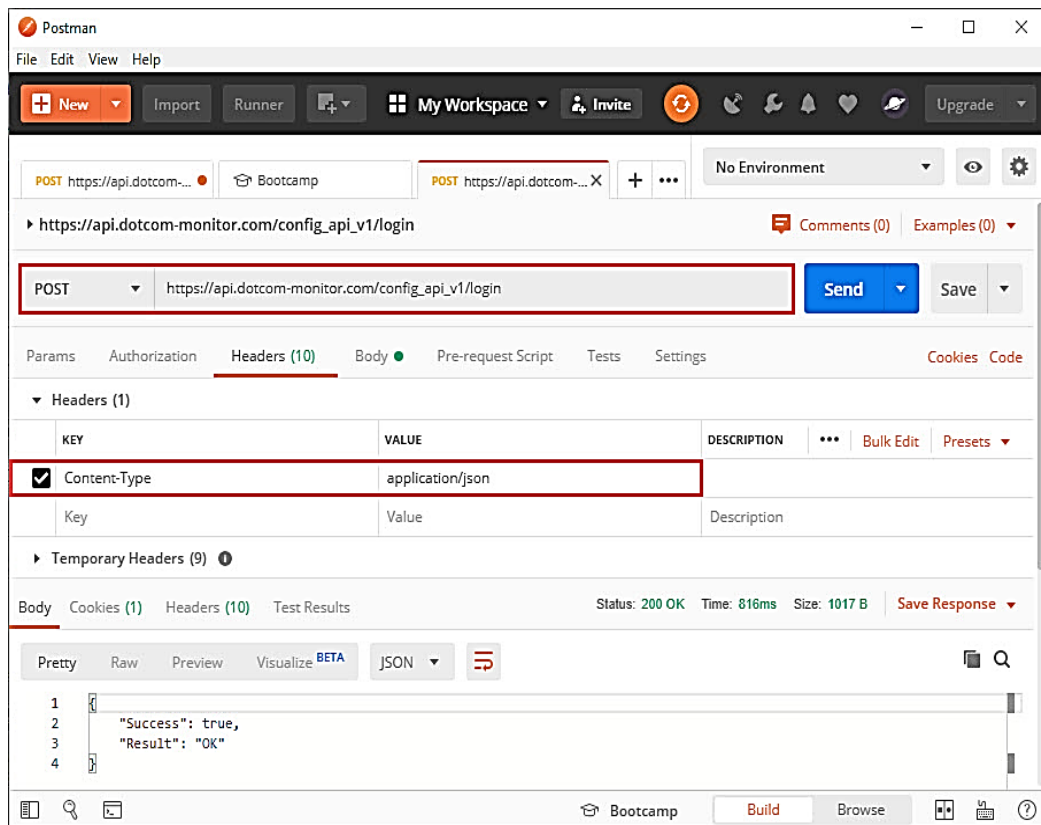 Postman
File Edit View Help
New Import Runner My Workspace Invite Upgrade
POST https://api.dotcom-... Bootcamp POST https://api.dotcom-... X + ••• No Environment
https://api.dotcom-monitor.com/config_api_v1/login Comments (0) Examples (0)
POST https://api.dotcom-monitor.com/config_api_v1/login Send Save
Params Authorization Headers (10) Body Pre-request Script Tests Settings Cookies Code
Headers (1)
KEY VALUE DESCRIPTION ••• Bulk Edit Presets
Content-Type application/json
Key Value Description
Temporary Headers (9)
Body Cookies (1) Headers (10) Test Results Status: 200 OK Time: 816ms Size: 1017 B Save Response
Pretty Raw Preview Visualize BETA JSON
1 {
2 "Success": true,
3 "Result": "OK"
4 }
Bootcamp Build Browse